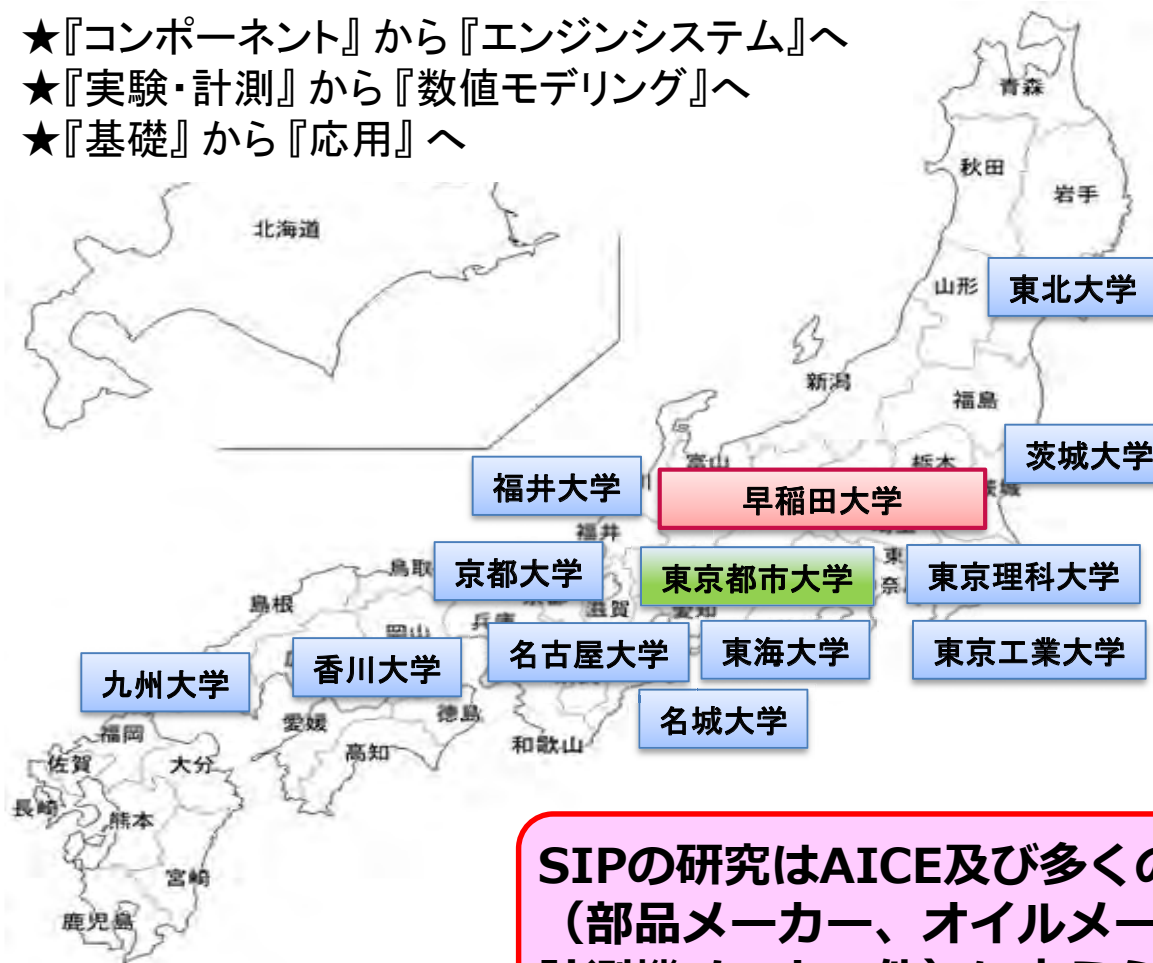 ★『コンポーネント』から『エンジンシステム』へ
★『実験・計測』から『数値モデリング』へ
★『基礎』から『応用』へ
青森
秋田
岩手
北海道
山形
東北大学
新潟
福島
富山
栃木
茨城大学
福井大学
早稲田大学
福井
鳥取
京都大学
東京都市大学
東京理科大学
島根
兵庫
滋賀
愛知
岡山
名古屋大学
東海大学
東京工業大学
九州大学
香川大学
愛媛
徳島
名城大学
福岡
高知
和歌山
佐賀
大分
長崎
熊本
宮崎
鹿児島
SIPの研究はAICE及び多くの
（部品メーカー、オイルメー